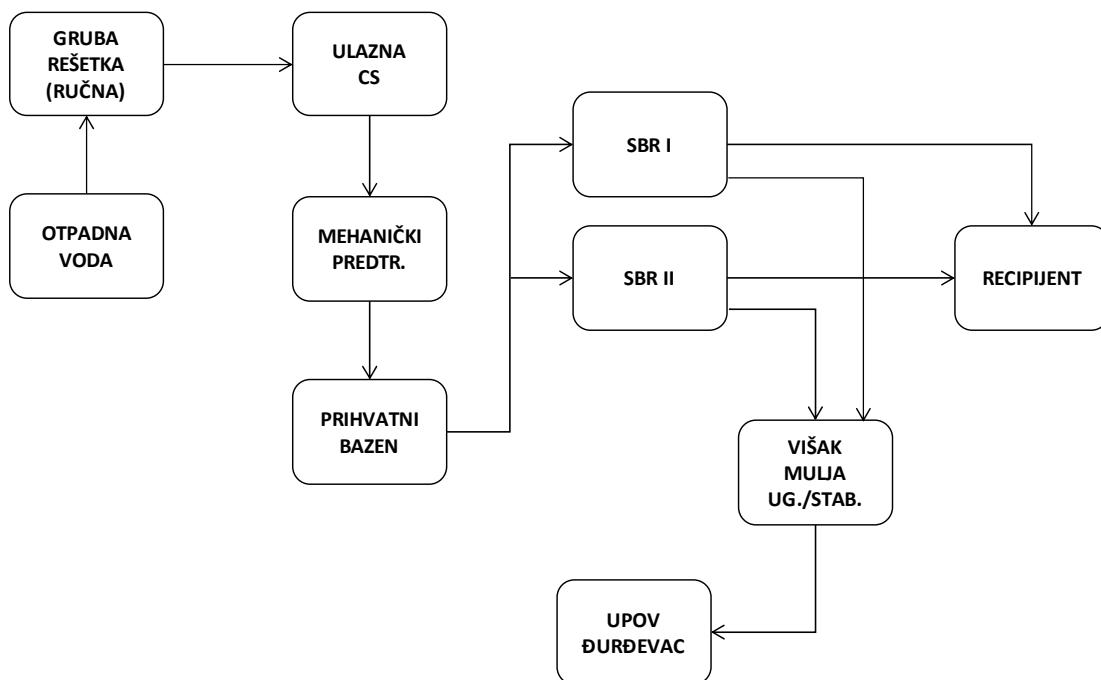 GRUBA
REŠETKA
(RUČNA)
ULAZNA
CS
SBR I
OTPADNA
VODA
MEHANIČKI
PREDTR.
SBR II
RECIPIJENT
PRIHVATNI
BAZEN
VIŠAK
MULJA
UG./STAB.
UPOV
ĐURĐEVAC